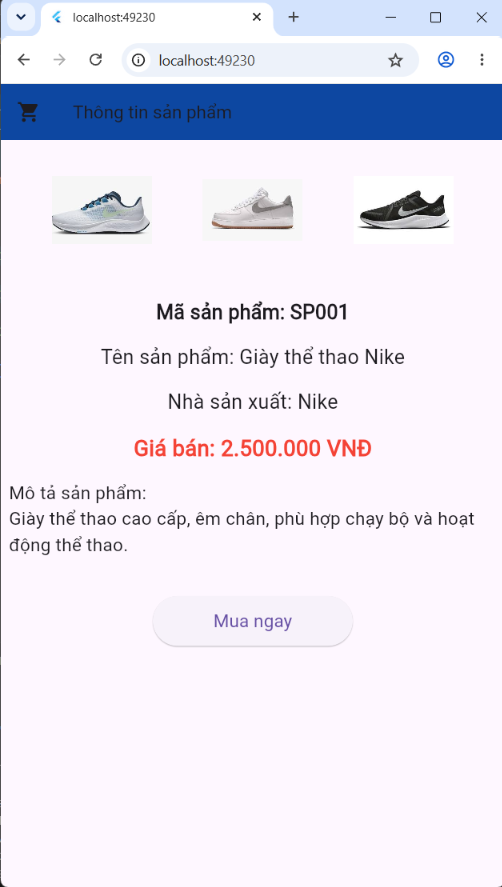 localhost:49230
localhost:49230
Thông tin sản phẩm
Mã sản phẩm: SP001
Tên sản phẩm: Giày thể thao Nike
Nhà sản xuất: Nike
Giá bán: 2.500.000 VNĐ
Mô tả sản phẩm:
Giày thể thao cao cấp, êm chân, phù hợp chạy bộ và hoạt
động thể thao.
Mua ngay